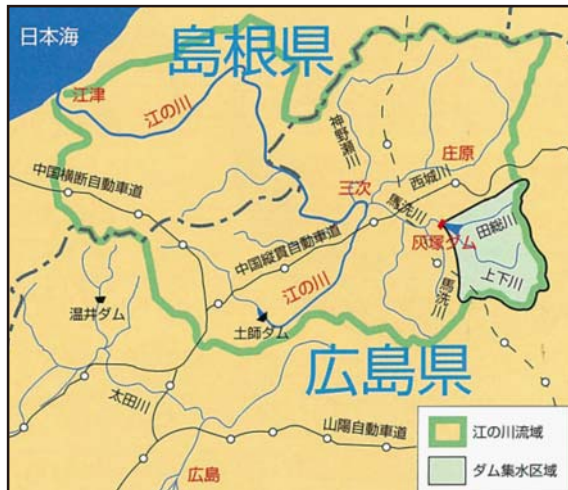 日本海
島根県
江津
江の川
神野瀬川
庄原
中国横断自動車道
三次
西城川
馬洗川
灰塚ダム
田総川
中国縦貫自動車道
上下川
馬洗川
江の川
温井ダム
土師ダム
広島県
太田川
山陽自動車道
広島
江の川流域
ダム集水区域